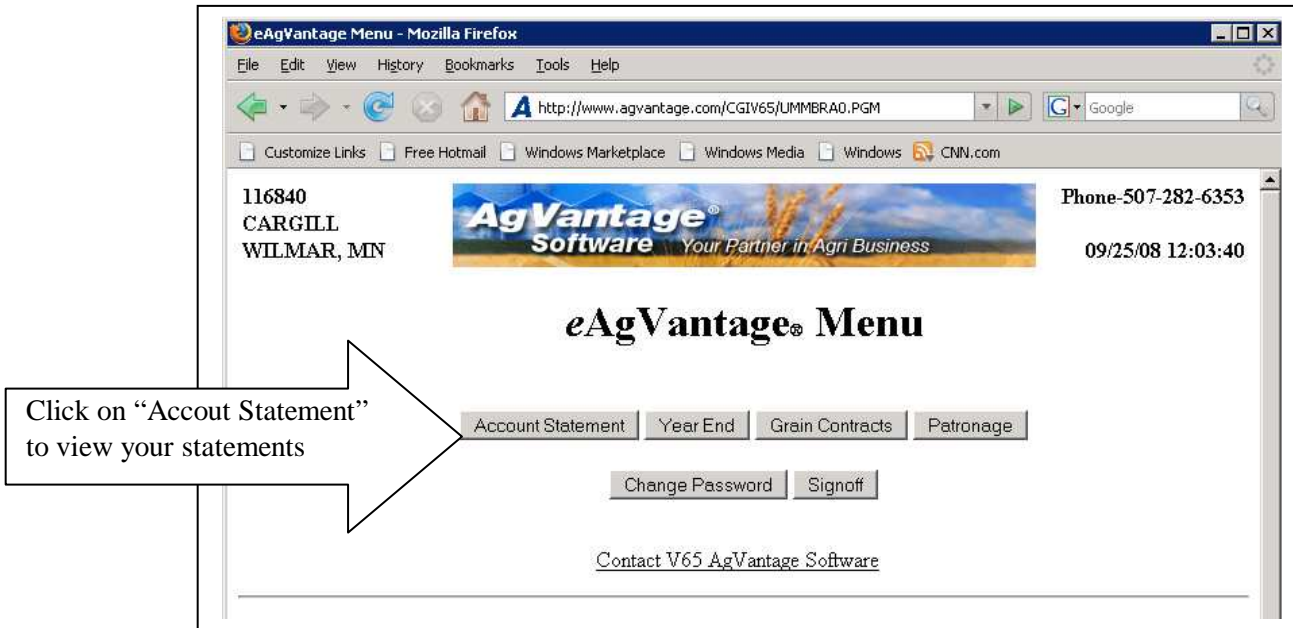 eAgVantage Menu - Mozilla Firefox
File Edit View History Bookmarks Tools Help
http://www.agvantage.com/CGIV65/UMMBRA0.PGM
G Google
Customize Links Free Hotmail Windows Marketplace Windows Media Windows CNN.com
116840
CARGILL
WILMAR, MN
AgVantage®
Software Your Partner in Agri Business
Phone-507-282-6353
09/25/08 12:03:40
eAgVantage® Menu
Click on “Accout Statement”
to view your statements
Account Statement Year End Grain Contracts Patronage
Change Password Signoff
Contact V65 AgVantage Software